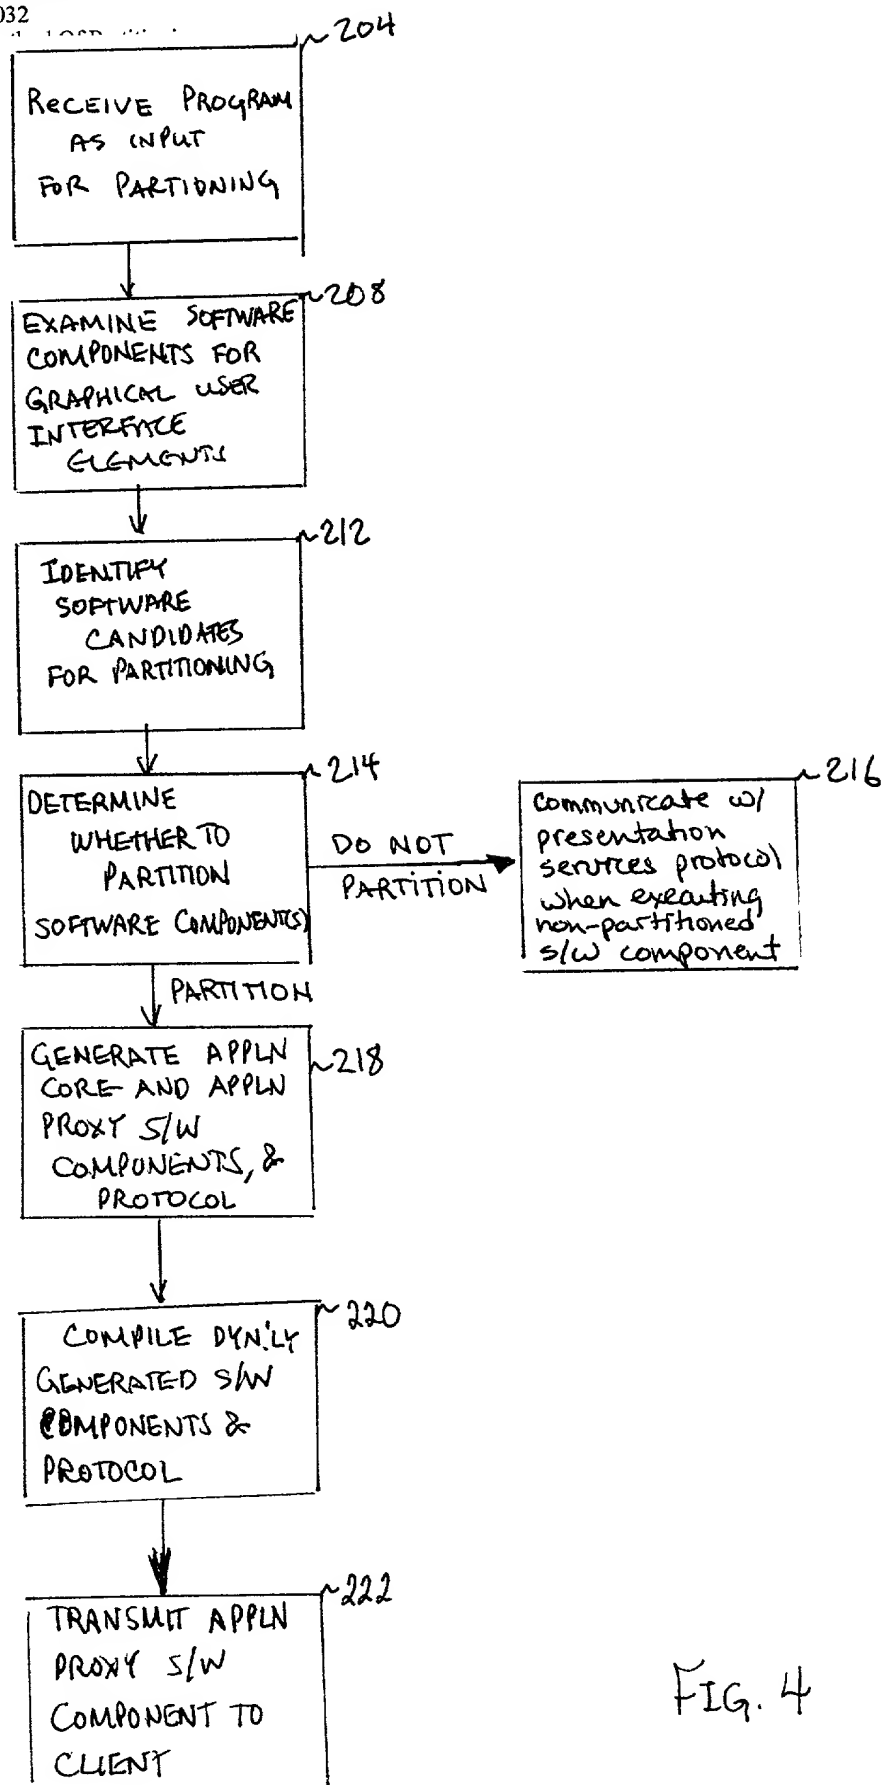 032
204
RECEIVE PROGRAM
AS INPUT
FOR PARTIONING
208
EXAMINE SOFTWARE
COMPONENTS FOR
GRAPHICAL USER
INTERFACE
ELEMENTS
212
IDENTIFY
SOFTWARE
CANDIDATES
FOR PARTITIONING
214
DETERMINE
WHETHER TO
PARTITION
SOFTWARE COMPONENT(S)
DO NOT
PARTITION
216
communicate w/
presentation
services protocol
when executing
non-partitioned
s/w component
PARTITION
218
GENERATE APPLN
CORE AND APPLN
PROXY S/W
COMPONENTS, &
PROTOCOL
220
COMPILE DYN'LY
GENERATED S/W
COMPONENTS &
PROTOCOL
222
TRANSMIT APPLN
PROXY S/W
COMPONENT TO
CLIENT
FIG. 4